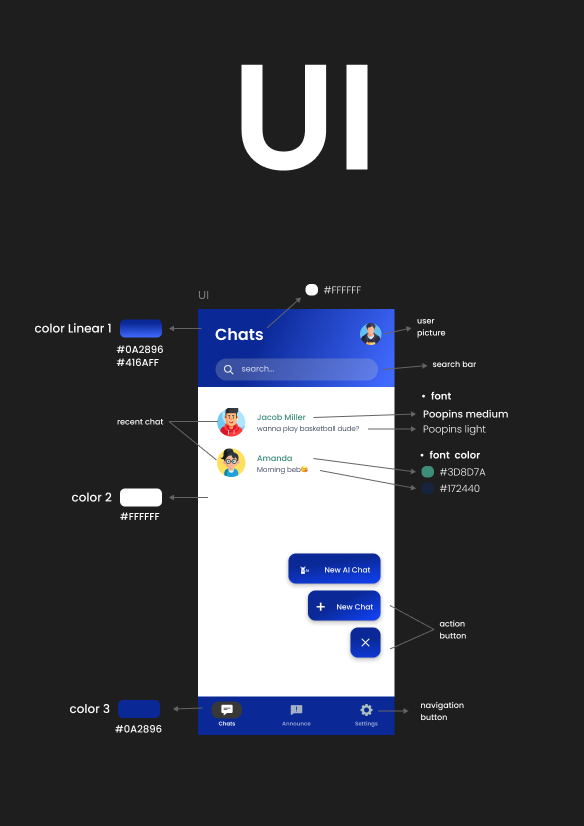 UI
UI
#FFFFFF
color Linear 1
#0A2896
#416AFF
Chats
user
picture
search...
search bar
• font
Jacob Miller
Poopins medium
recent chat
wanna play basketball dude?
Poopins light
• font color
Amanda
Morning beb😘
#3D8D7A
#172440
color 2
#FFFFFF
New AI Chat
New Chat
action
button
color 3
#0A2896
Chats
Announce
Settings
navigation
button